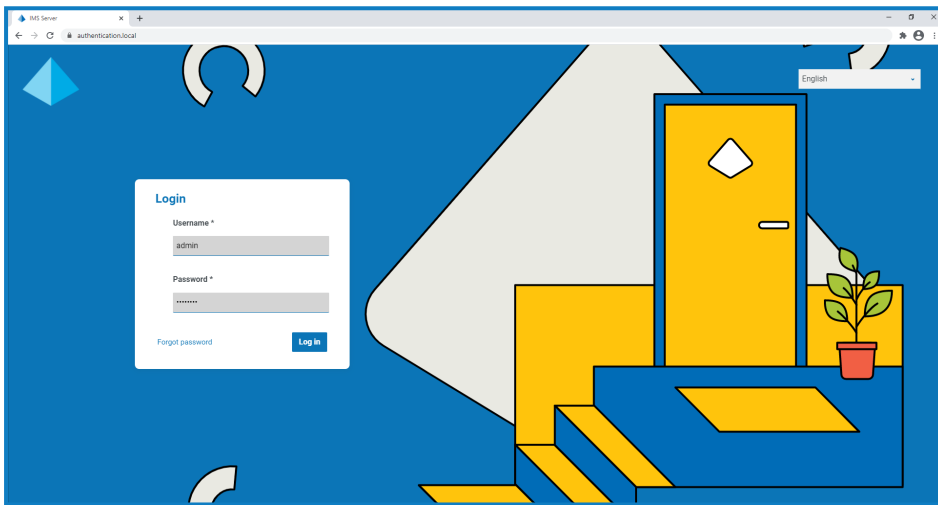 IMS Server
authentication.local
English
Login
Username *
admin
Password *
••••••••
Forgot password
Log in